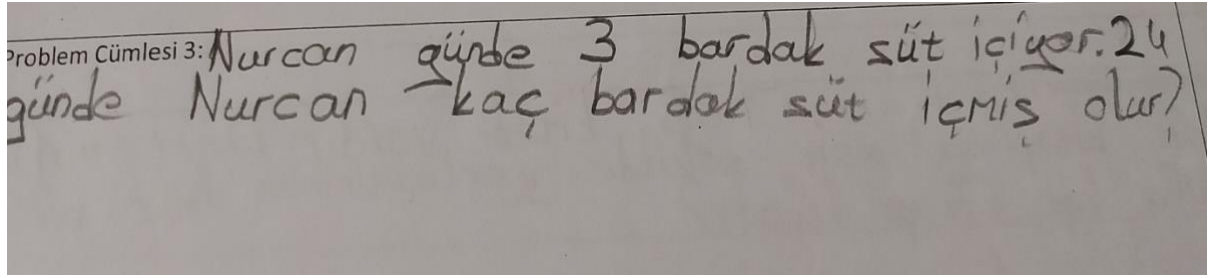 Problem Cümlesi 3: Nurcan günde 3 bardak süt içiyor. 24
günde Nurcan kaç bardak süt içmiş olur?